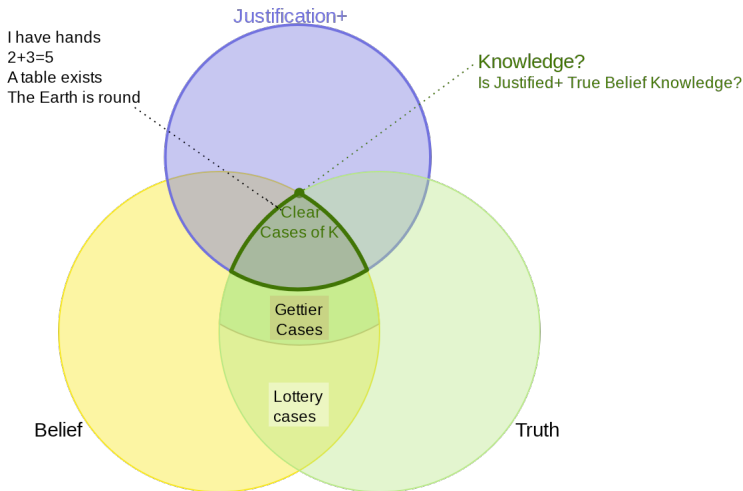 Justification+
I have hands
2+3=5
A table exists
The Earth is round
Knowledge?
Is Justified+ True Belief Knowledge?
Clear
Cases of K
Gettier
Cases
Lottery
cases
Belief
Truth